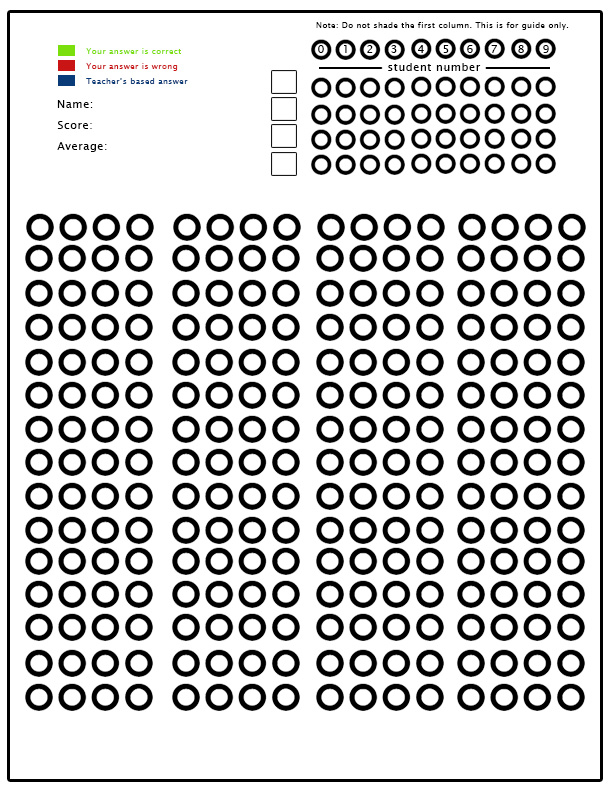 Note: Do not shade the first column. This is for guide only.
0 1 2 3 4 5 6 7 8 9
student number
Your answer is correct
Your answer is wrong
Teacher's based answer
Name:
Score:
Average: